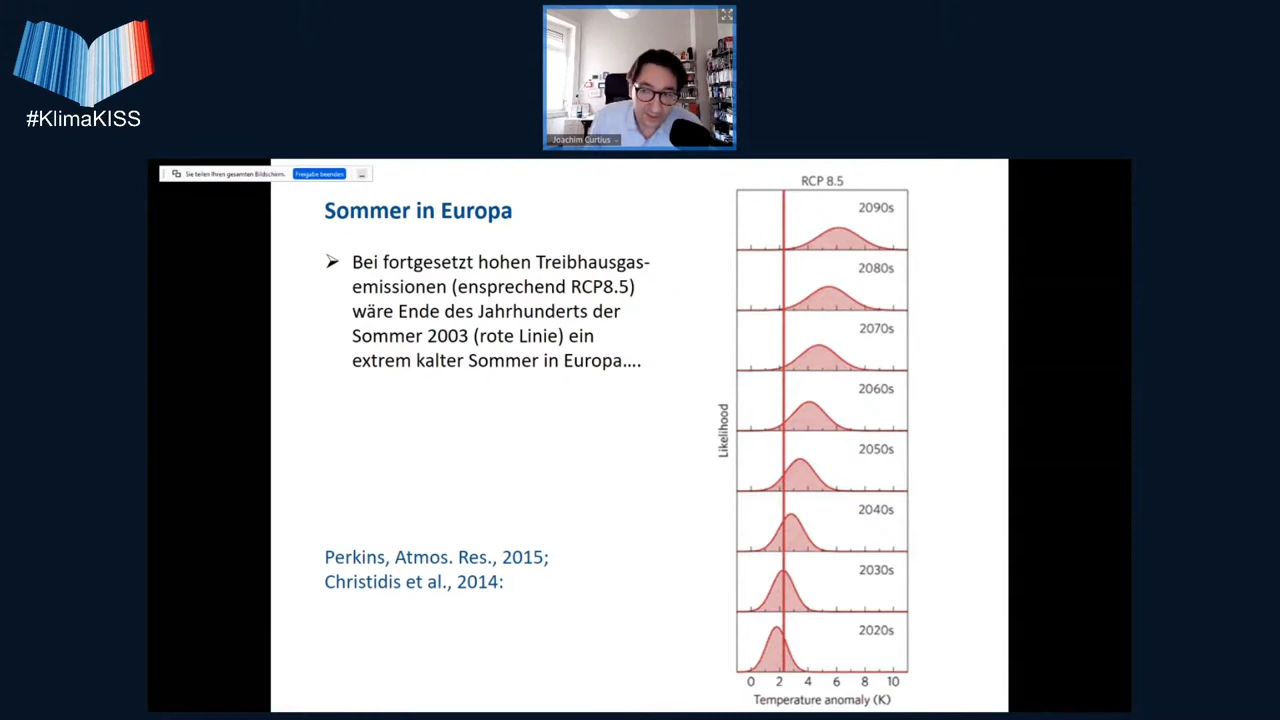 #KlimaKISS
Joachim Curtius
Sie teilen Ihren gesamten Bildschirm.
Freigabe beenden
...
Sommer in Europa
Bei fortgesetzt hohen Treibhausgas-
emissionen (ensprechend RCP8.5)
wäre Ende des Jahrhunderts der
Sommer 2003 (rote Linie) ein
extrem kalter Sommer in Europa....
Perkins, Atmos. Res., 2015;
Christidis et al., 2014:
RCP 8.5
2090s
2080s
2070s
2060s
2050s
2040s
2030s
2020s
Likelihood
0 2 4 6 8 10
Temperature anomaly (K)